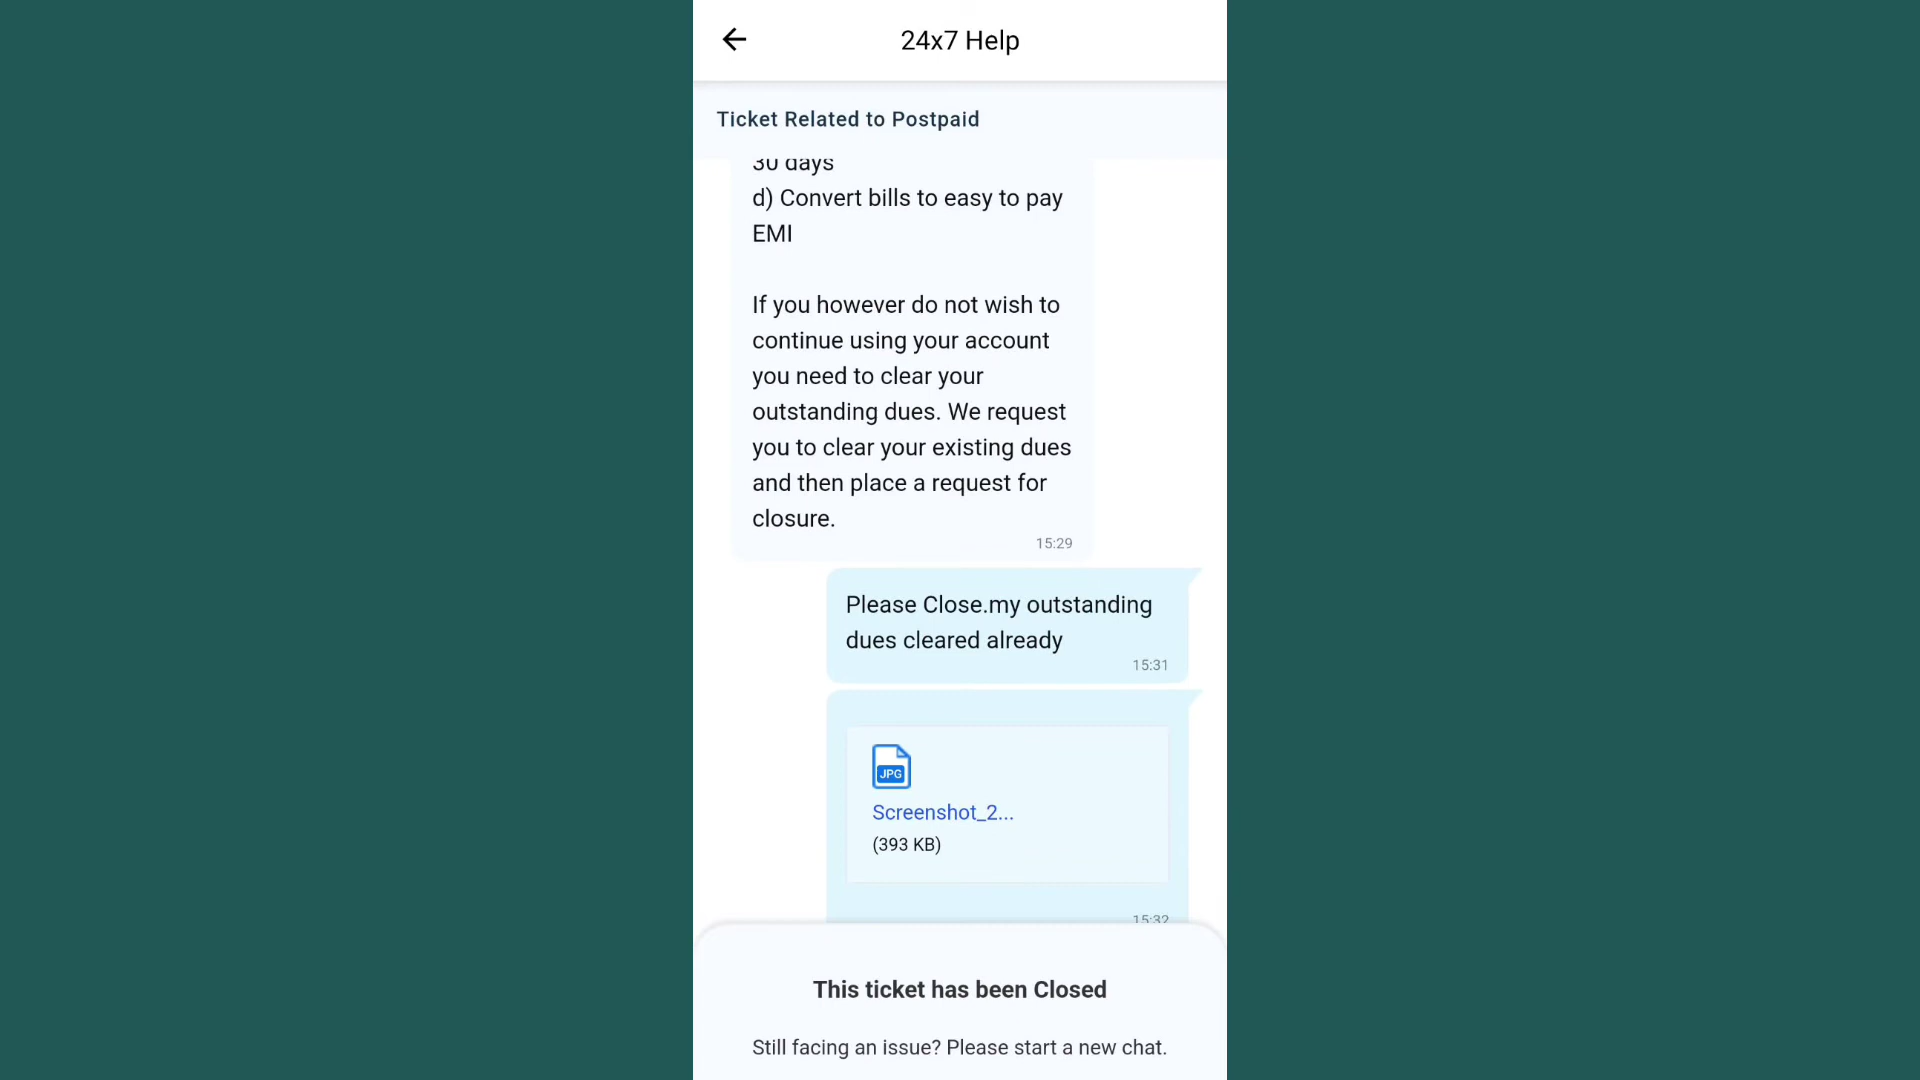 24x7 Help
Ticket Related to Postpaid
30 days
d) Convert bills to easy to pay
EMI
If you however do not wish to
continue using your account
you need to clear your
outstanding dues. We request
you to clear your existing dues
and then place a request for
closure.
15:29
Please Close.my outstanding
dues cleared already
15:31
JPG
Screenshot_2...
(393 KB)
15:32
This ticket has been Closed
Still facing an issue? Please start a new chat.